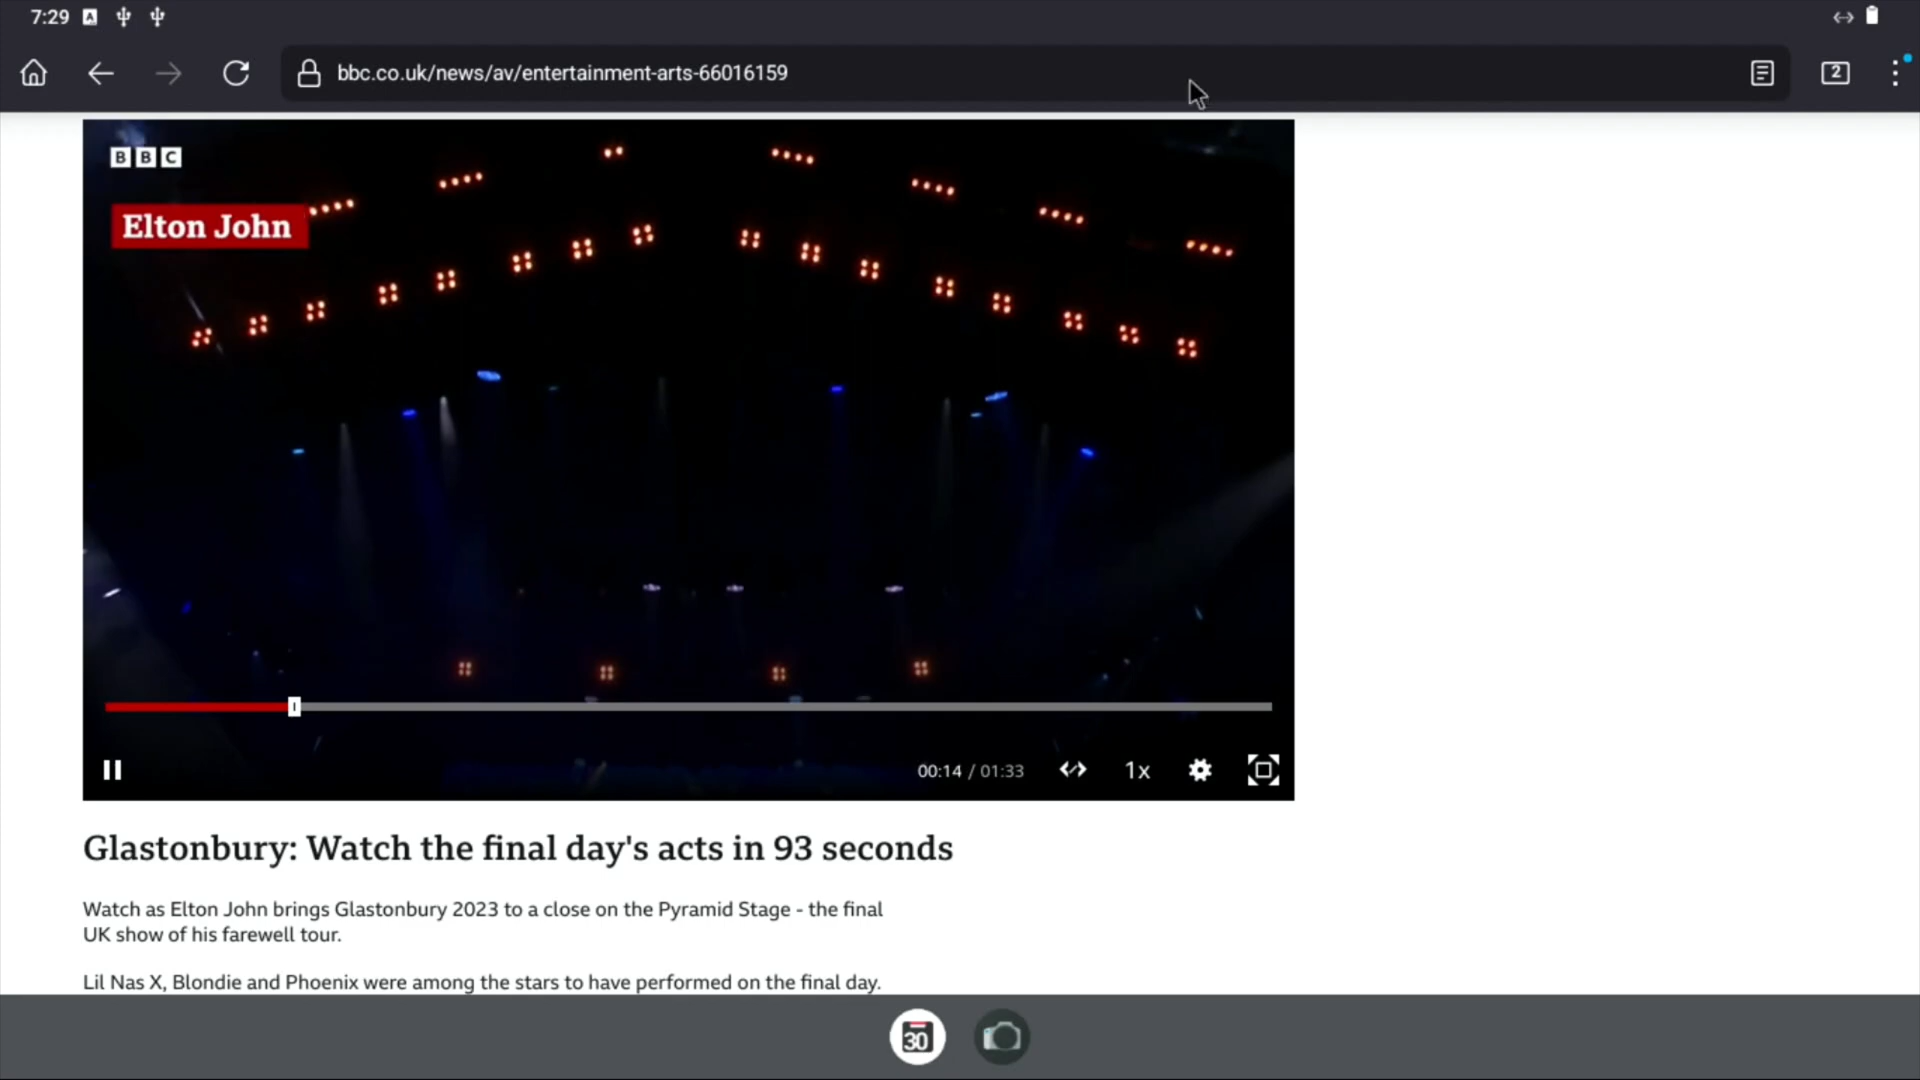 7:29
bbc.co.uk/news/av/entertainment-arts-66016159
2
BBC
Elton John
00:14 / 01:33
1x
Glastonbury: Watch the final day's acts in 93 seconds
Watch as Elton John brings Glastonbury 2023 to a close on the Pyramid Stage - the final
UK show of his farewell tour.
Lil Nas X, Blondie and Phoenix were among the stars to have performed on the final day.
30